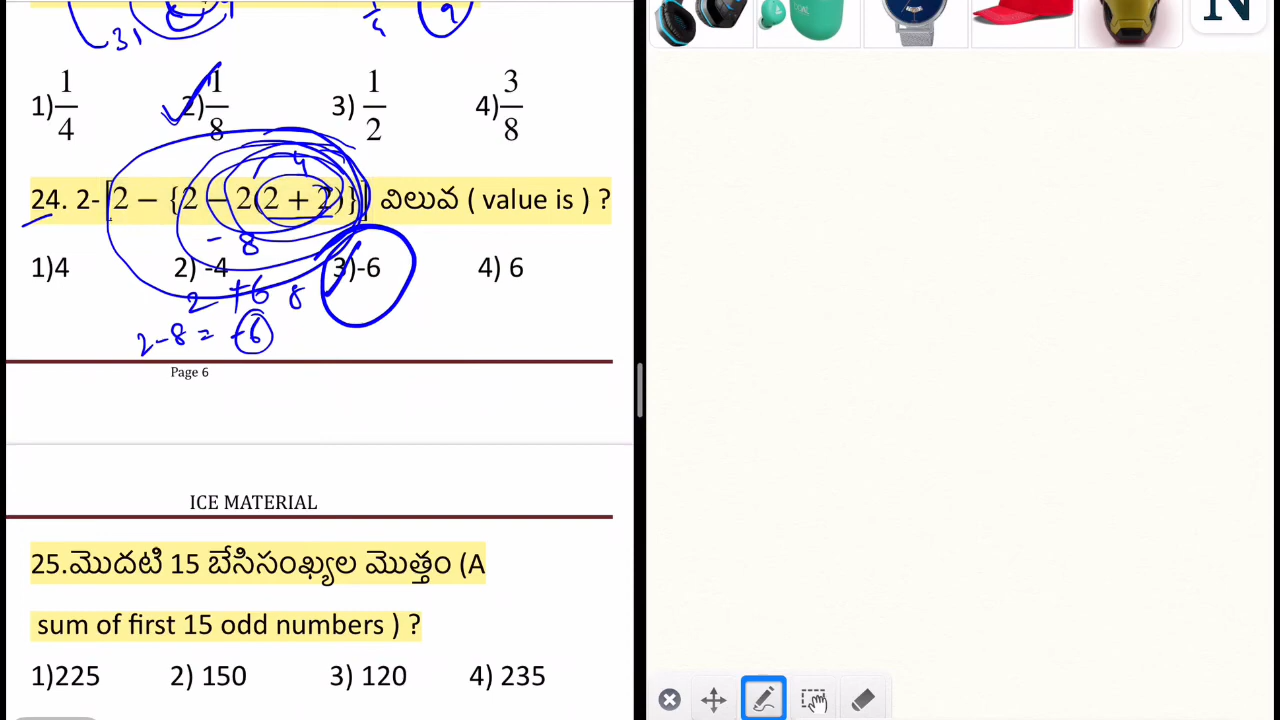 1) 1/4 2) 1/8 3) 1/2 4) 3/8
4
24. 2-[2 − {2 − 2(2 + 2)}] విలువ ( value is ) ?
- 8
1)4 2) -4 3)-6 4) 6
2 +6 8
2-8 = -6
Page 6
ICE MATERIAL
25.మొదటి 15 బేసిసంఖ్యల మొత్తం (A
sum of first 15 odd numbers ) ?
1)225 2) 150 3) 120 4) 235
N